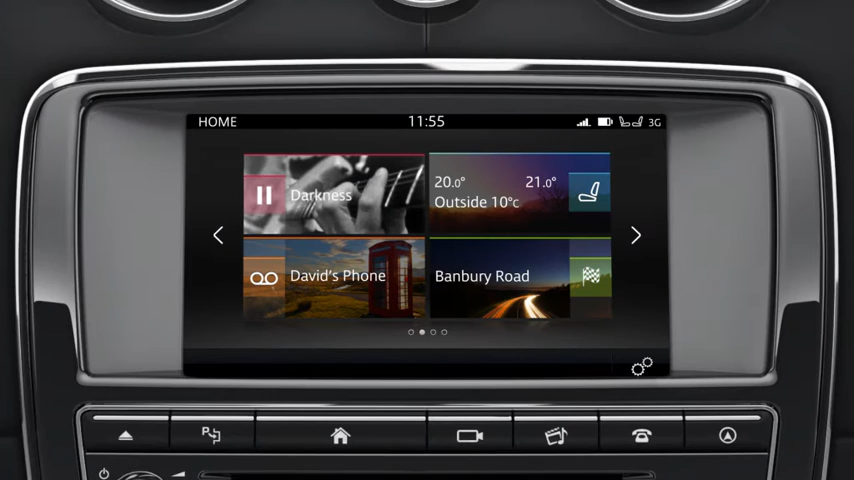 HOME 11:55 3G
Darkness
20.0° 21.0°
Outside 10°c
David's Phone
Banbury Road
P